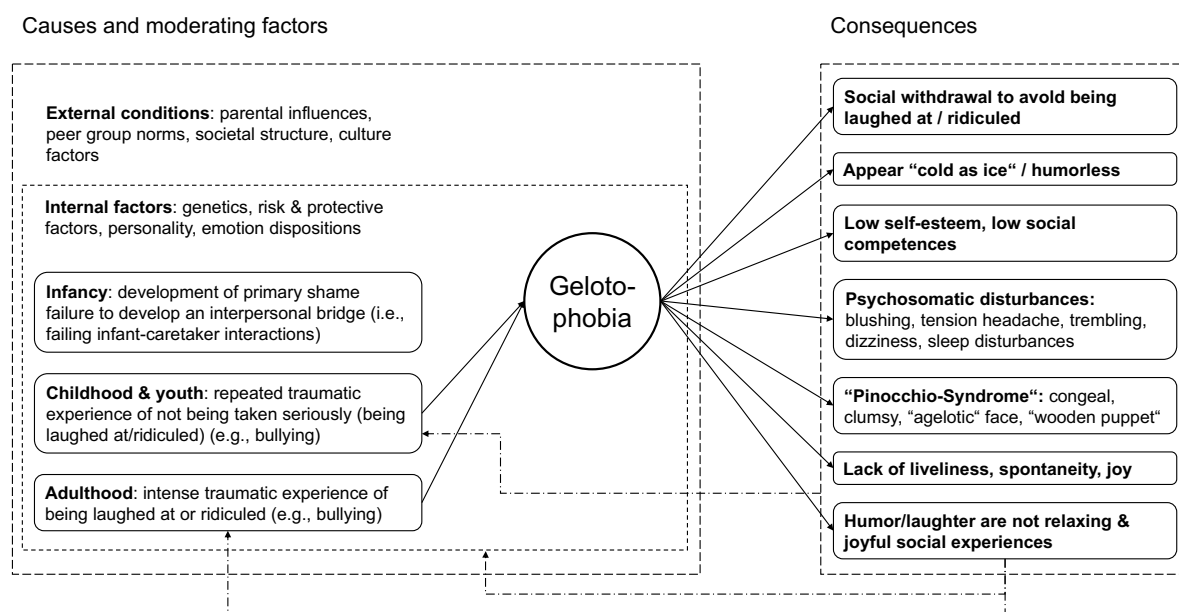 Causes and moderating factors
Consequences
External conditions: parental influences,
peer group norms, societal structure, culture
factors
Internal factors: genetics, risk & protective
factors, personality, emotion dispositions
Infancy: development of primary shame
failure to develop an interpersonal bridge (i.e.,
failing infant-caretaker interactions)
Childhood & youth: repeated traumatic
experience of not being taken seriously (being
laughed at/ridiculed) (e.g., bullying)
Adulthood: intense traumatic experience of
being laughed at or ridiculed (e.g., bullying)
Geloto-
phobia
Social withdrawal to avoid being
laughed at / ridiculed
Appear “cold as ice“ / humorless
Low self-esteem, low social
competences
Psychosomatic disturbances:
blushing, tension headache, trembling,
dizziness, sleep disturbances
“Pinocchio-Syndrome“: congeal,
clumsy, “agelotic“ face, “wooden puppet“
Lack of liveliness, spontaneity, joy
Humor/laughter are not relaxing &
joyful social experiences